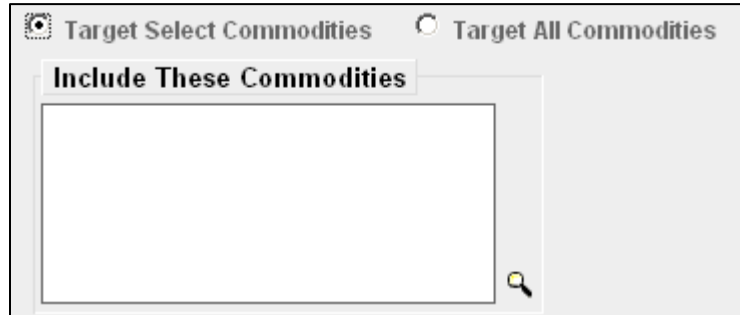 Target Select Commodities Target All Commodities
Include These Commodities